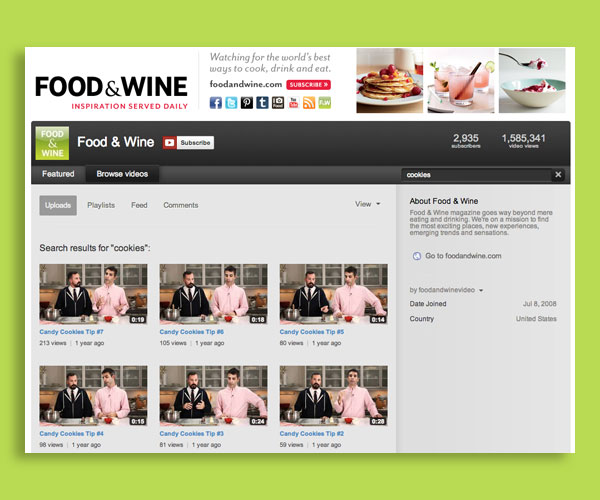 FOOD & WINE
INSPIRATION SERVED DAILY
Watching for the world's best
ways to cook, drink and eat.
foodandwine.com SUBSCRIBE »
FOOD
&
WINE
Food & Wine
Subscribe
2,935
subscribers
1,585,341
video views
Featured
Browse videos
cookies
Uploads
Playlists
Feed
Comments
View
Search results for "cookies":
0:19
Candy Cookies Tip #7
213 views | 1 year ago
0:18
Candy Cookies Tip #6
105 views | 1 year ago
0:14
Candy Cookies Tip #5
80 views | 1 year ago
0:15
Candy Cookies Tip #4
98 views | 1 year ago
0:24
Candy Cookies Tip #3
81 views | 1 year ago
0:28
Candy Cookies Tip #2
59 views | 1 year ago
About Food & Wine
Food & Wine magazine goes way beyond mere
eating and drinking. We're on a mission to find
the most exciting places, new experiences,
emerging trends and sensations.
Go to foodandwine.com
by foodandwinevideo
Date Joined Jul 8, 2008
Country United States